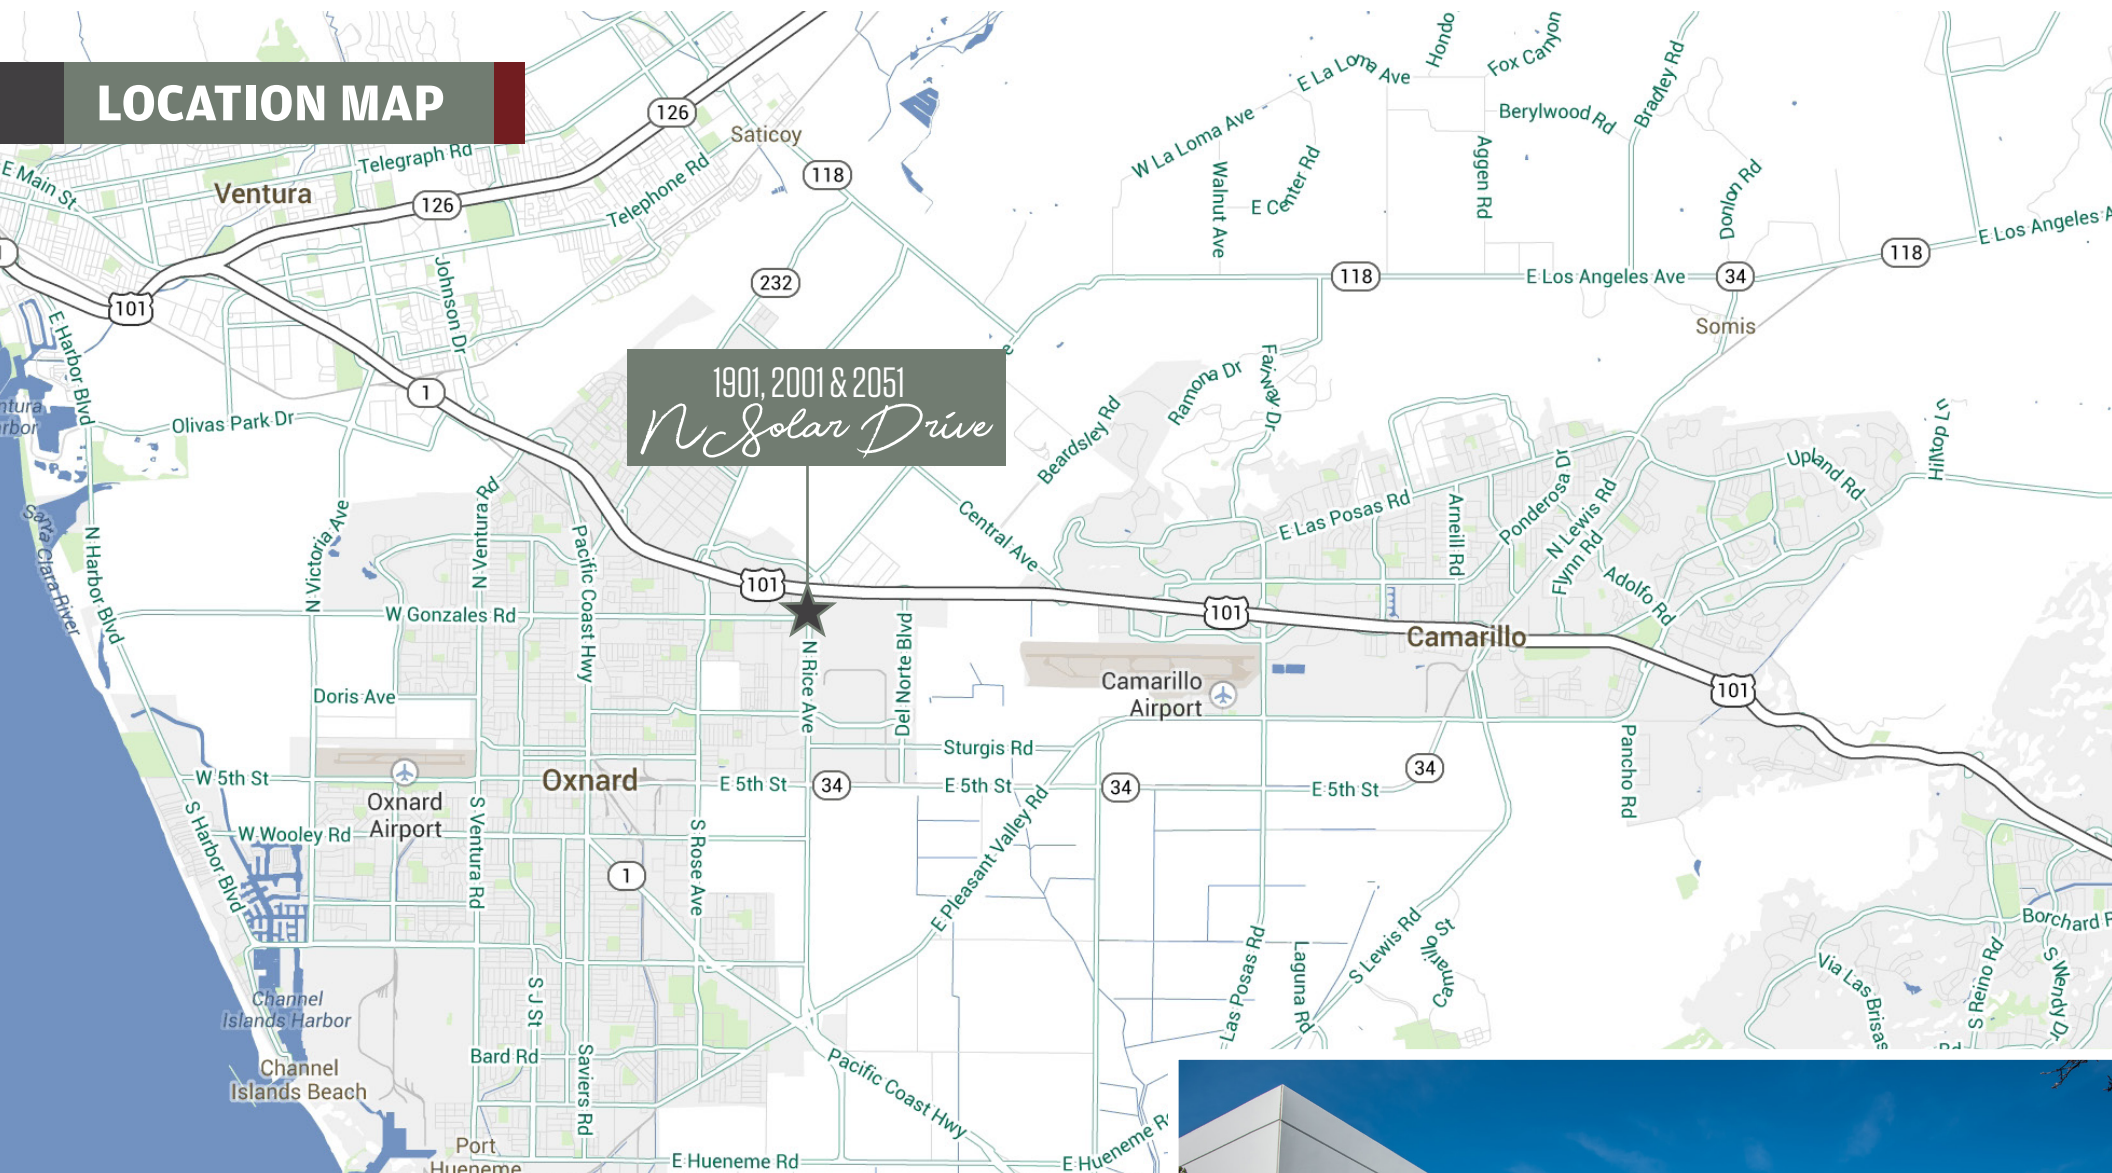 LOCATION MAP
1901, 2001 & 2051
N Solar Drive
Hondo
Fox Canyon
E La Loma Ave
Bradley Rd
126
Berylwood Rd
Saticoy
W La Loma Ave
Telegraph Rd
118
E Main St
Telephone Rd
Walnut Ave
E Center Rd
Aggen Rd
Donlon Rd
Ventura
126
E Los Angeles A
118
232
118
E Los Angeles Ave
34
101
Johnson Dr
E Harbor Blvd
Somis
1
Ramona Dr
Fairway Dr
Beardsley Rd
Olivas Park Dr
Hilltop Ln
Upland Rd
N Ventura Rd
Central Ave
E Las Posas Rd
Arneill Rd
Ponderosa Dr
N Lewis Rd
Flynn Rd
Adolfo Rd
Santa Clara River
N Harbor Blvd
N Victoria Ave
Pacific Coast Hwy
101
W Gonzales Rd
101
Camarillo
N Rice Ave
Del Norte Blvd
Camarillo
Airport
101
Doris Ave
Sturgis Rd
Pancho Rd
W 5th St
Oxnard
E 5th St
34
E 5th St
34
E 5th St
34
Oxnard
Airport
S Harbor Blvd
W Wooley Rd
S Ventura Rd
S Rose Ave
E Pleasant Valley Rd
1
Las Posas Rd
Laguna Rd
S Lewis Rd
Camarillo St
Borchard
Via Las Brisas
S Reino Rd
S Wendy Dr
Channel
Islands Harbor
S J St
Bard Rd
Saviers Rd
Channel
Islands Beach
Pacific Coast Hwy
Port
Hueneme
E Hueneme Rd
E Hueneme R